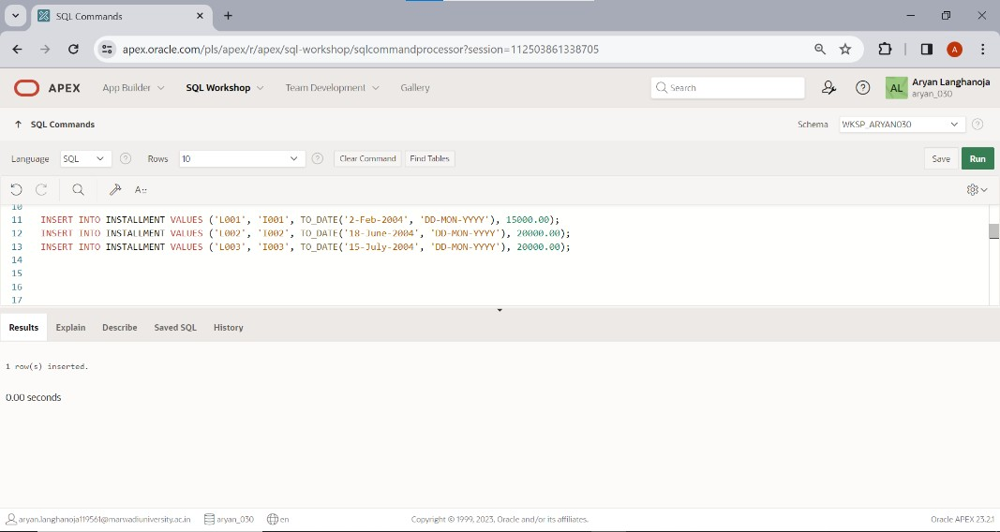 SQL Commands
apex.oracle.com/pls/apex/r/apex/sql-workshop/sqlcommandprocessor?session=112503861338705
A
APEX App Builder SQL Workshop Team Development Gallery Search AL Aryan Langhanoja
aryan_030
SQL Commands Schema WKSP_ARYAN030
Language SQL Rows 10 Clear Command Find Tables Save Run
10
11 INSERT INTO INSTALLMENT VALUES ('L001', 'I001', TO_DATE('2-Feb-2004', 'DD-MON-YYYY'), 15000.00);
12 INSERT INTO INSTALLMENT VALUES ('L002', 'I002', TO_DATE('18-June-2004', 'DD-MON-YYYY'), 20000.00);
13 INSERT INTO INSTALLMENT VALUES ('L003', 'I003', TO_DATE('15-July-2004', 'DD-MON-YYYY'), 20000.00);
14
15
16
17
Results Explain Describe Saved SQL History
1 row(s) inserted.
0.00 seconds
aryan.langhanoja119561@marwadiuniversity.ac.in aryan_030 en Copyright © 1999, 2023, Oracle and/or its affiliates. Oracle APEX 23.2.1